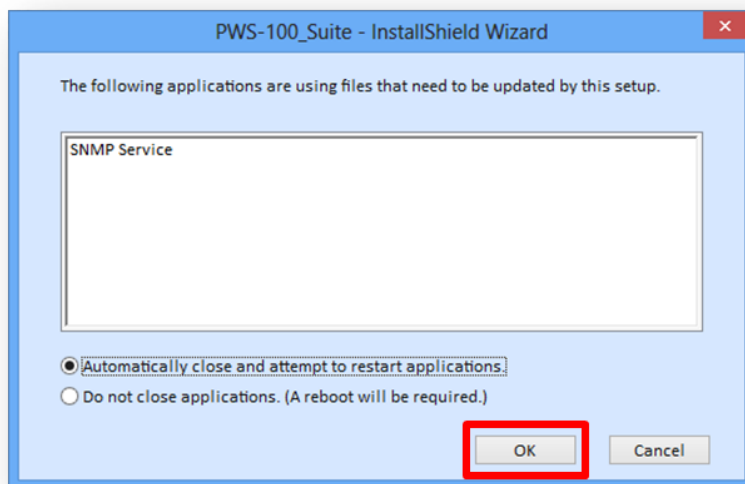 PWS-100_Suite - InstallShield Wizard
The following applications are using files that need to be updated by this setup.
SNMP Service
Automatically close and attempt to restart applications.
Do not close applications. (A reboot will be required.)
OK
Cancel